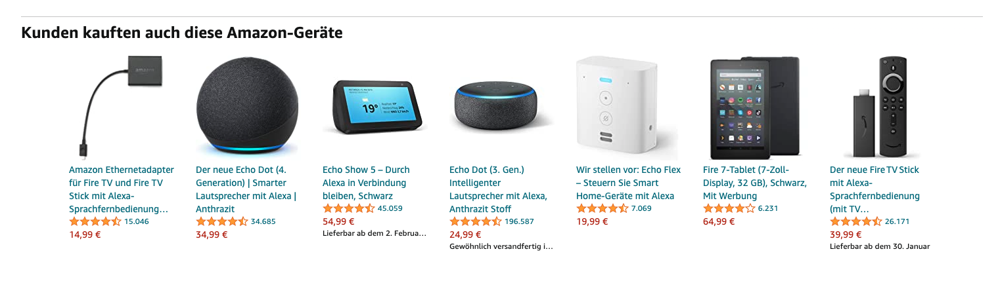 Kunden kauften auch diese Amazon-Geräte
amazon
Amazon Ethernetadapter
für Fire TV und Fire TV
Stick mit Alexa-
Sprachfernbedienung…
15.046
14,99 €
Der neue Echo Dot (4.
Generation) | Smarter
Lautsprecher mit Alexa |
Anthrazit
34.685
34,99 €
19°
Echo Show 5 – Durch
Alexa in Verbindung
bleiben, Schwarz
45.059
54,99 €
Lieferbar ab dem 2. Februa…
Echo Dot (3. Gen.)
Intelligenter
Lautsprecher mit Alexa,
Anthrazit Stoff
196.587
24,99 €
Gewöhnlich versandfertig i…
Wir stellen vor: Echo Flex
– Steuern Sie Smart
Home-Geräte mit Alexa
7.069
19,99 €
Fire 7-Tablet (7-Zoll-
Display, 32 GB), Schwarz,
Mit Werbung
6.231
64,99 €
Der neue Fire TV Stick
mit Alexa-
Sprachfernbedienung
(mit TV…
26.171
39,99 €
Lieferbar ab dem 30. Januar